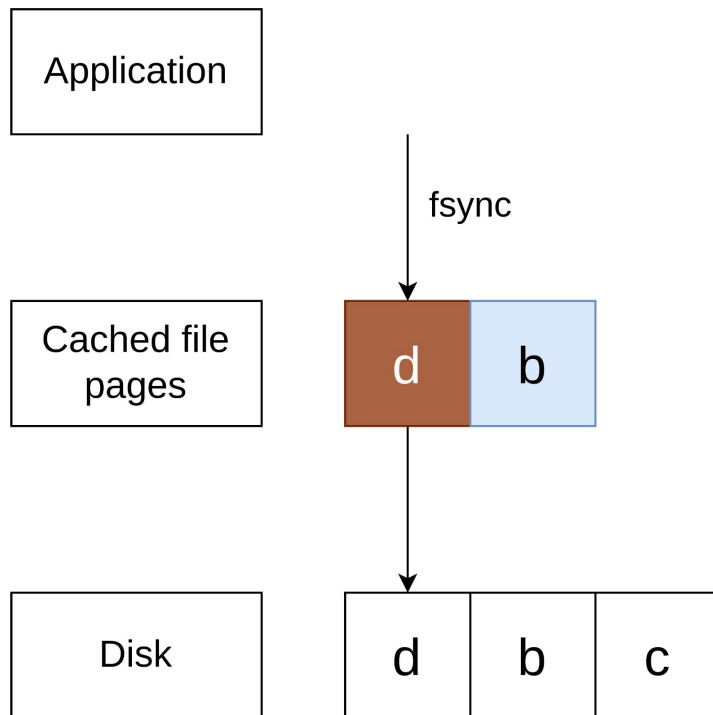 Application
fsync
Cached file
pages
d
b
Disk
d
b
c